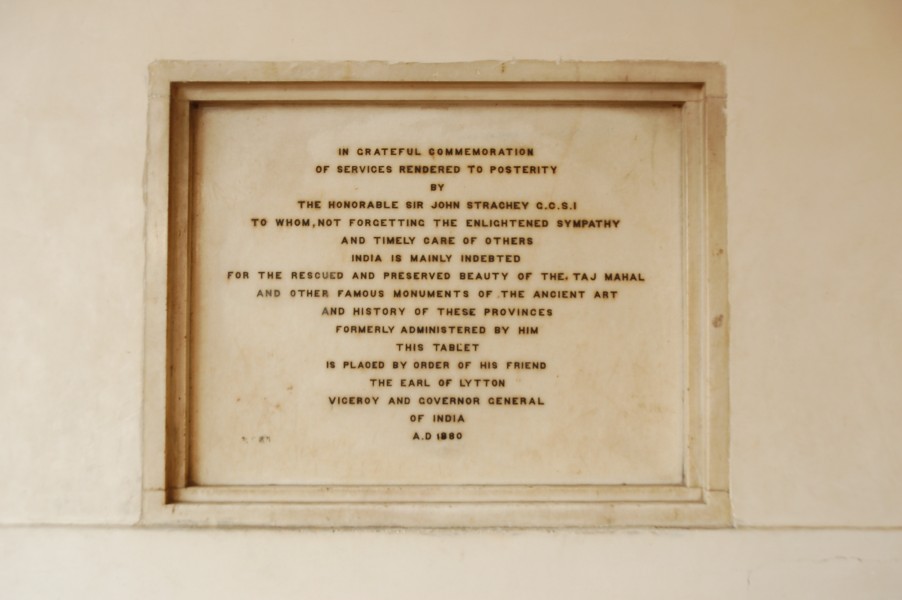 IN GRATEFUL COMMEMORATION
OF SERVICES RENDERED TO POSTERITY
BY
THE HONORABLE SIR JOHN STRACHEY G.C.S.I
TO WHOM, NOT FORGETTING THE ENLIGHTENED SYMPATHY
AND TIMELY CARE OF OTHERS
INDIA IS MAINLY INDEBTED
FOR THE RESCUED AND PRESERVED BEAUTY OF THE. TAJ MAHAL
AND OTHER FAMOUS MONUMENTS OF THE ANCIENT ART
AND HISTORY OF THESE PROVINCES
FORMERLY ADMINISTERED BY HIM
THIS TABLET
IS PLACED BY ORDER OF HIS FRIEND
THE EARL OF LYTTON
VICEROY AND GOVERNOR GENERAL
OF INDIA
A.D 1880